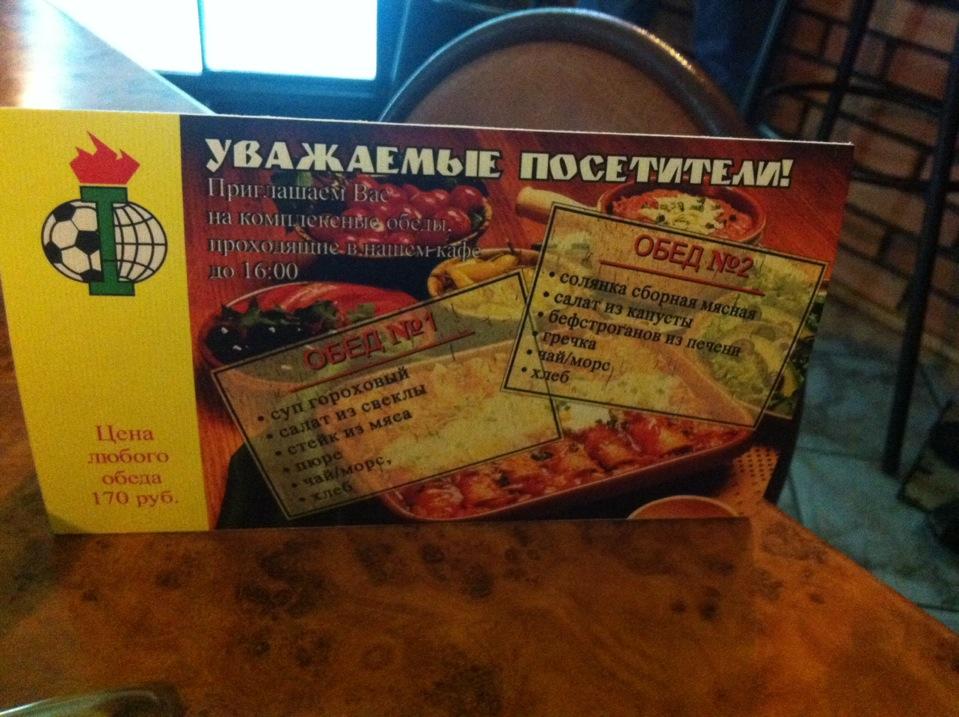 УВАЖАЕМЫЕ ПОСЕТИТЕЛИ!
Приглашаем Вас
на комплексные обеды,
проходящие в нашем кафе
до 16:00
ОБЕД №1
• суп гороховый
• салат из свеклы
• стейк из мяса
• пюре
• чай/морс,
• хлеб
ОБЕД №2
• солянка сборная мясная
• салат из капусты
• бефстроганов из печени
• гречка
• чай/морс
• хлеб
Цена
любого
обеда
170 руб.